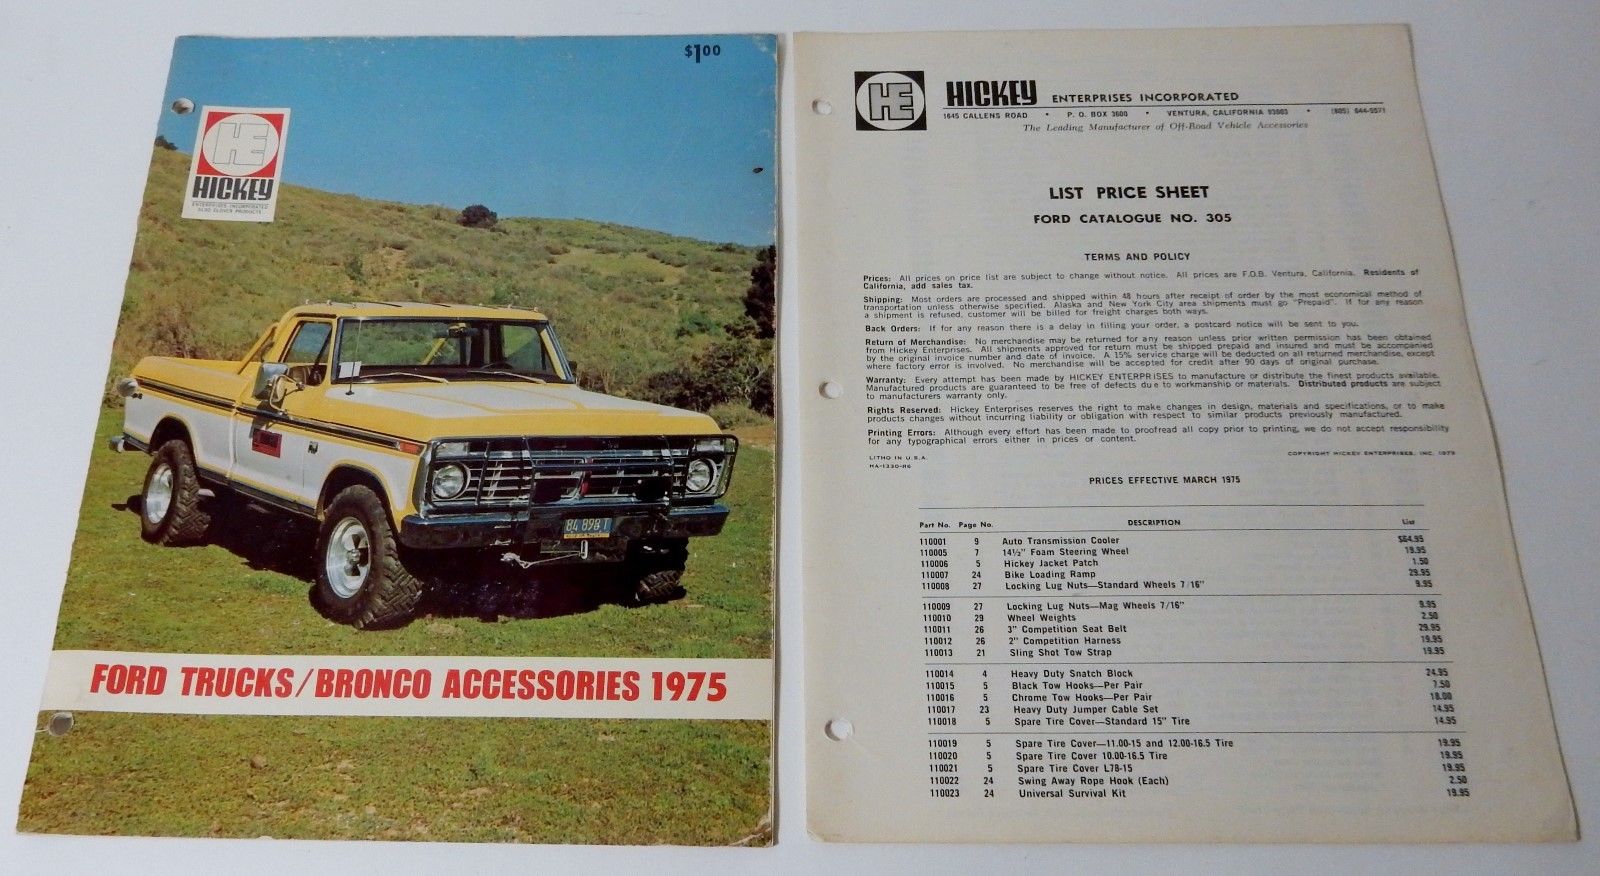 $1.00
HE
HICKEY
ENTERPRISES INCORPORATED
ALSO CLOVER PRODUCTS
84 898 T
FORD TRUCKS/BRONCO ACCESSORIES 1975
HE
HICKEY ENTERPRISES INCORPORATED
1645 CALLENS ROAD • P. O. BOX 3600 • VENTURA, CALIFORNIA 93003 • (805) 644-5571
The Leading Manufacturer of Off-Road Vehicle Accessories
LIST PRICE SHEET
FORD CATALOGUE NO. 305
TERMS AND POLICY
Prices: All prices on price list are subject to change without notice. All prices are F.O.B. Ventura, California. Residents of
California, add sales tax.
Shipping: Most orders are processed and shipped within 48 hours after receipt of order by the most economical method of
transportation unless otherwise specified. Alaska and New York City area shipments must go "Prepaid". If for any reason
a shipment is refused, customer will be billed for freight charges both ways.
Back Orders: If for any reason there is a delay in filling your order, a postcard notice will be sent to you.
Return of Merchandise: No merchandise may be returned for any reason unless prior written permission has been obtained
from Hickey Enterprises. All shipments approved for return must be shipped prepaid and insured and must be accompanied
by the original invoice number and date of invoice. A 15% service charge will be deducted on all returned merchandise, except
where factory error is involved. No merchandise will be accepted for credit after 90 days of original purchase.
Warranty: Every attempt has been made by HICKEY ENTERPRISES to manufacture or distribute the finest products available.
Manufactured products are guaranteed to be free of defects due to workmanship or materials. Distributed products are subject
to manufacturers warranty only.
Rights Reserved: Hickey Enterprises reserves the right to make changes in design, materials and specifications, or to make
products changes without incurring liability or obligation with respect to similar products previously manufactured.
Printing Errors: Although every effort has been made to proofread all copy prior to printing, we do not accept responsibility
for any typographical errors either in prices or content.
LITHO IN U.S.A. COPYRIGHT HICKEY ENTERPRISES, INC. 1975
HA-1330-R6
PRICES EFFECTIVE MARCH 1975
Part No. Page No. DESCRIPTION List
110001 9 Auto Transmission Cooler $64.95
110005 7 14½" Foam Steering Wheel 19.95
110006 5 Hickey Jacket Patch 1.50
110007 24 Bike Loading Ramp 29.95
110008 27 Locking Lug Nuts—Standard Wheels 7/16" 9.95
110009 27 Locking Lug Nuts—Mag Wheels 7/16" 9.95
110010 29 Wheel Weights 2.50
110011 26 3" Competition Seat Belt 29.95
110012 26 2" Competition Harness 19.95
110013 21 Sling Shot Tow Strap 19.95
110014 4 Heavy Duty Snatch Block 24.95
110015 5 Black Tow Hooks—Per Pair 7.50
110016 5 Chrome Tow Hooks—Per Pair 18.00
110017 23 Heavy Duty Jumper Cable Set 14.95
110018 5 Spare Tire Cover—Standard 15" Tire 14.95
110019 5 Spare Tire Cover—11.00-15 and 12.00-16.5 Tire 19.95
110020 5 Spare Tire Cover 10.00-16.5 Tire 19.95
110021 5 Spare Tire Cover L78-15 19.95
110022 24 Swing Away Rope Hook (Each) 2.50
110023 24 Universal Survival Kit 19.95